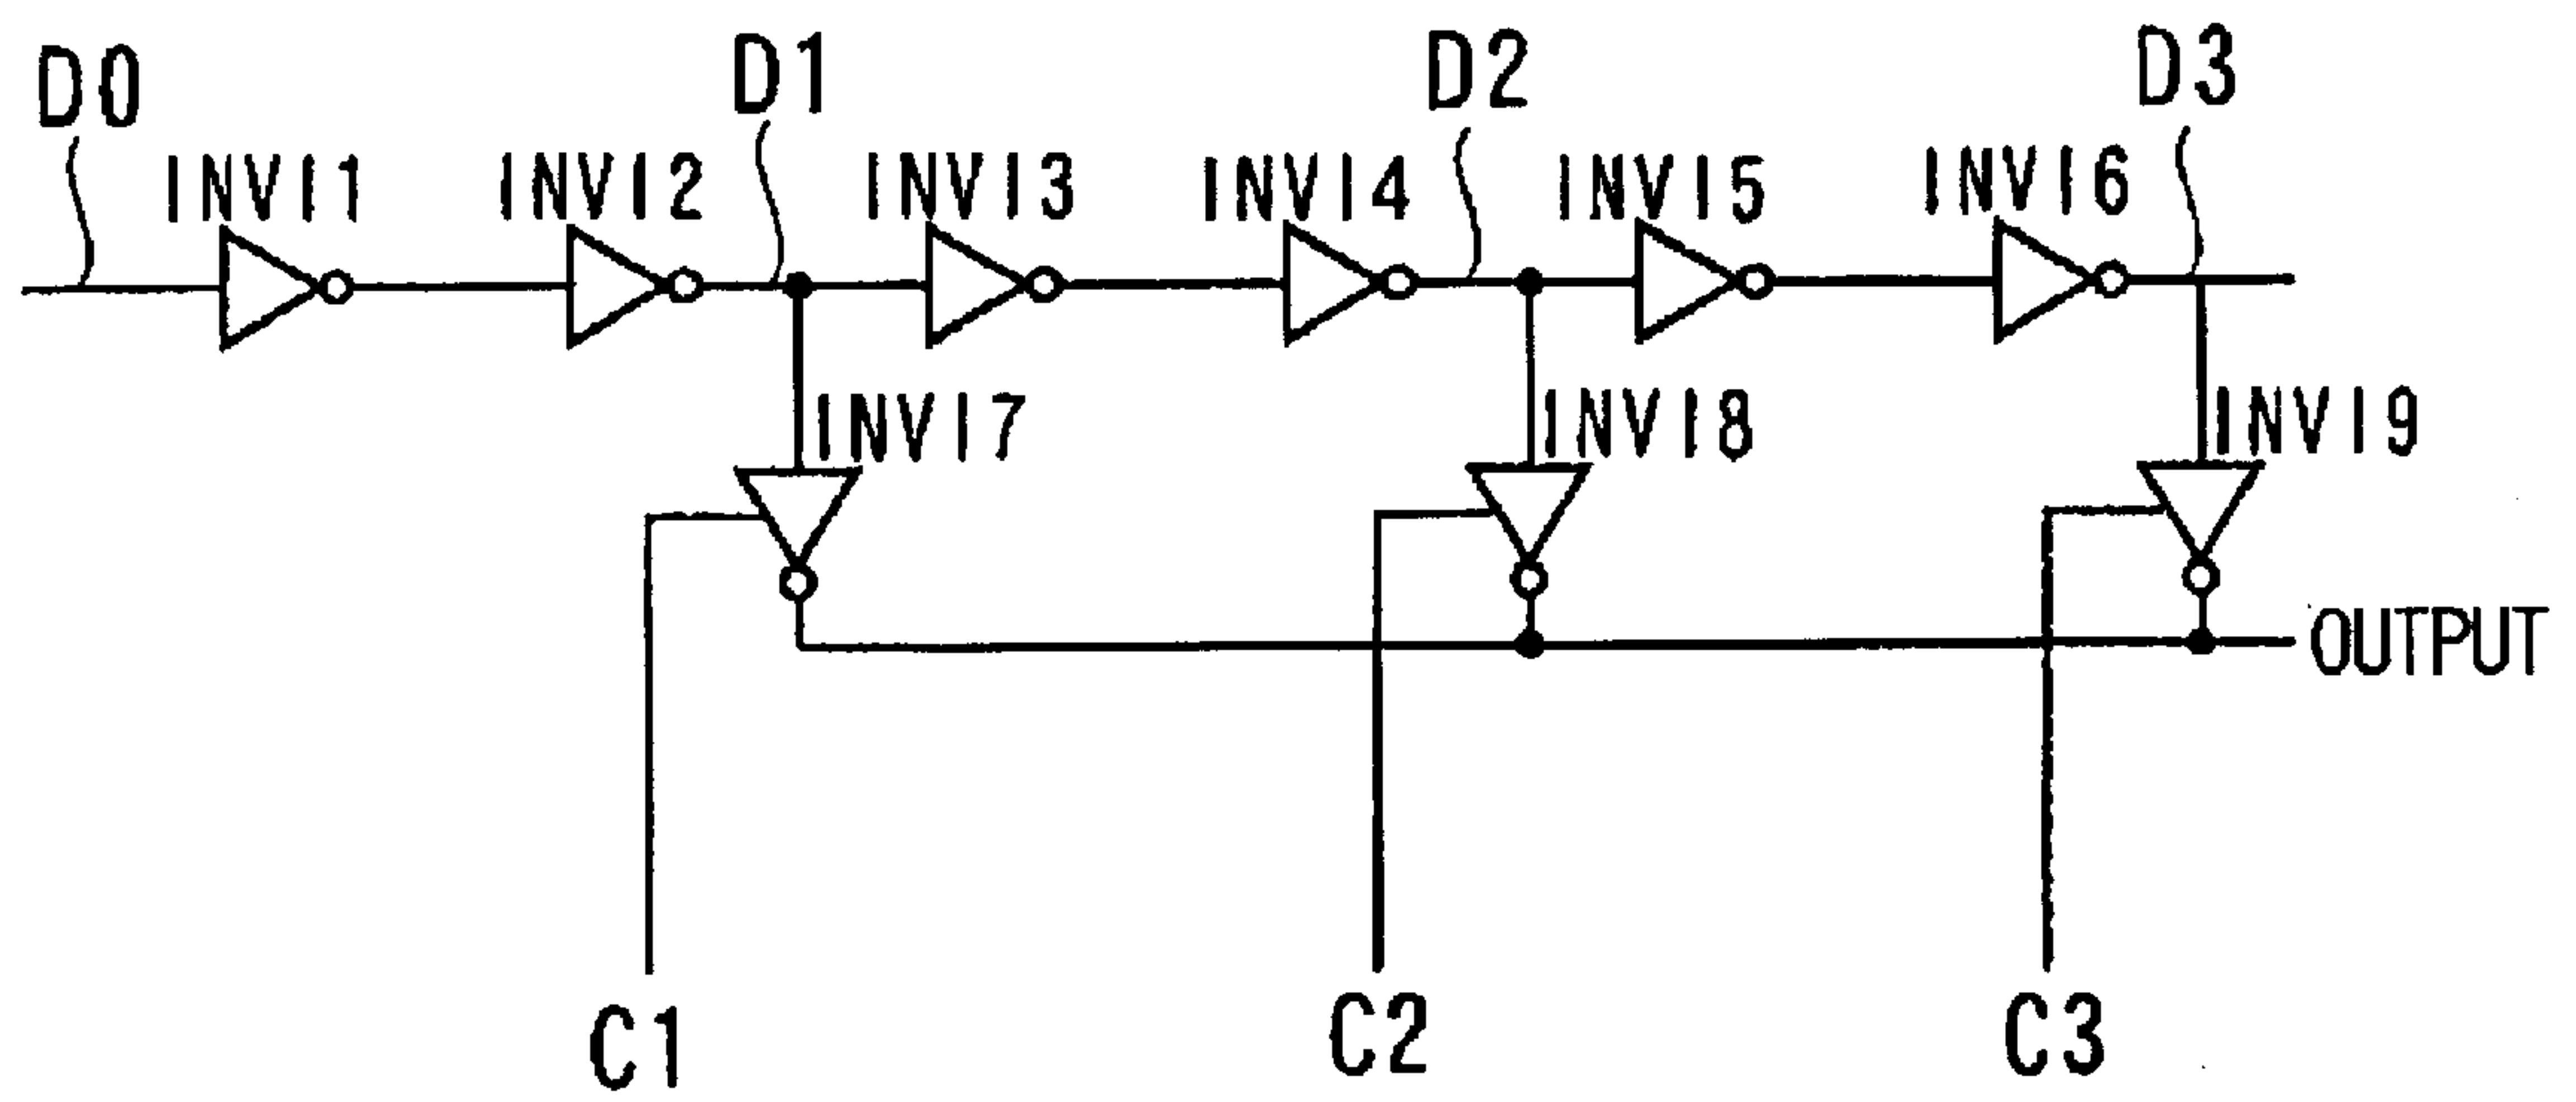 D0
D1
D2
D3
INV11
INV12
INV13
INV14
INV15
INV16
INV17
INV18
INV19
OUTPUT
C1
C2
C3